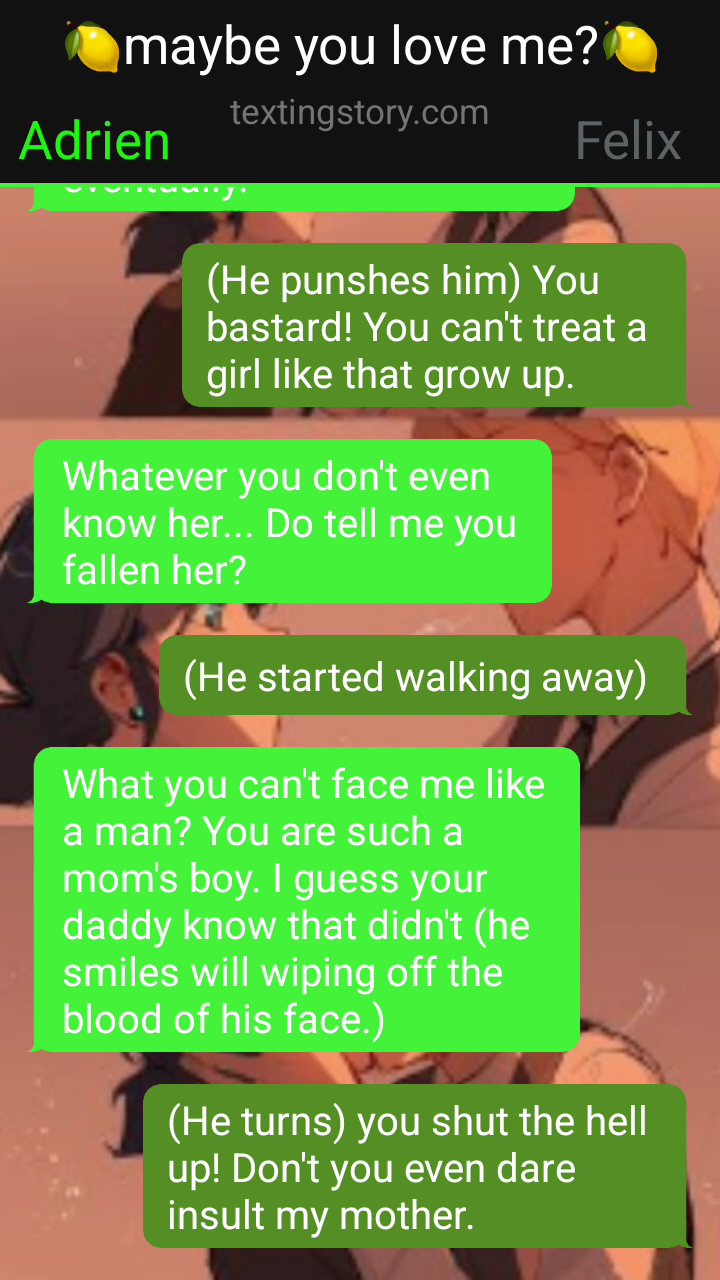 🍋maybe you love me?🍋
textingstory.com
Adrien
Felix
eventually.
(He punshes him) You
bastard! You can't treat a
girl like that grow up.
Whatever you don't even
know her... Do tell me you
fallen her?
(He started walking away)
What you can't face me like
a man? You are such a
mom's boy. I guess your
daddy know that didn't (he
smiles will wiping off the
blood of his face.)
(He turns) you shut the hell
up! Don't you even dare
insult my mother.